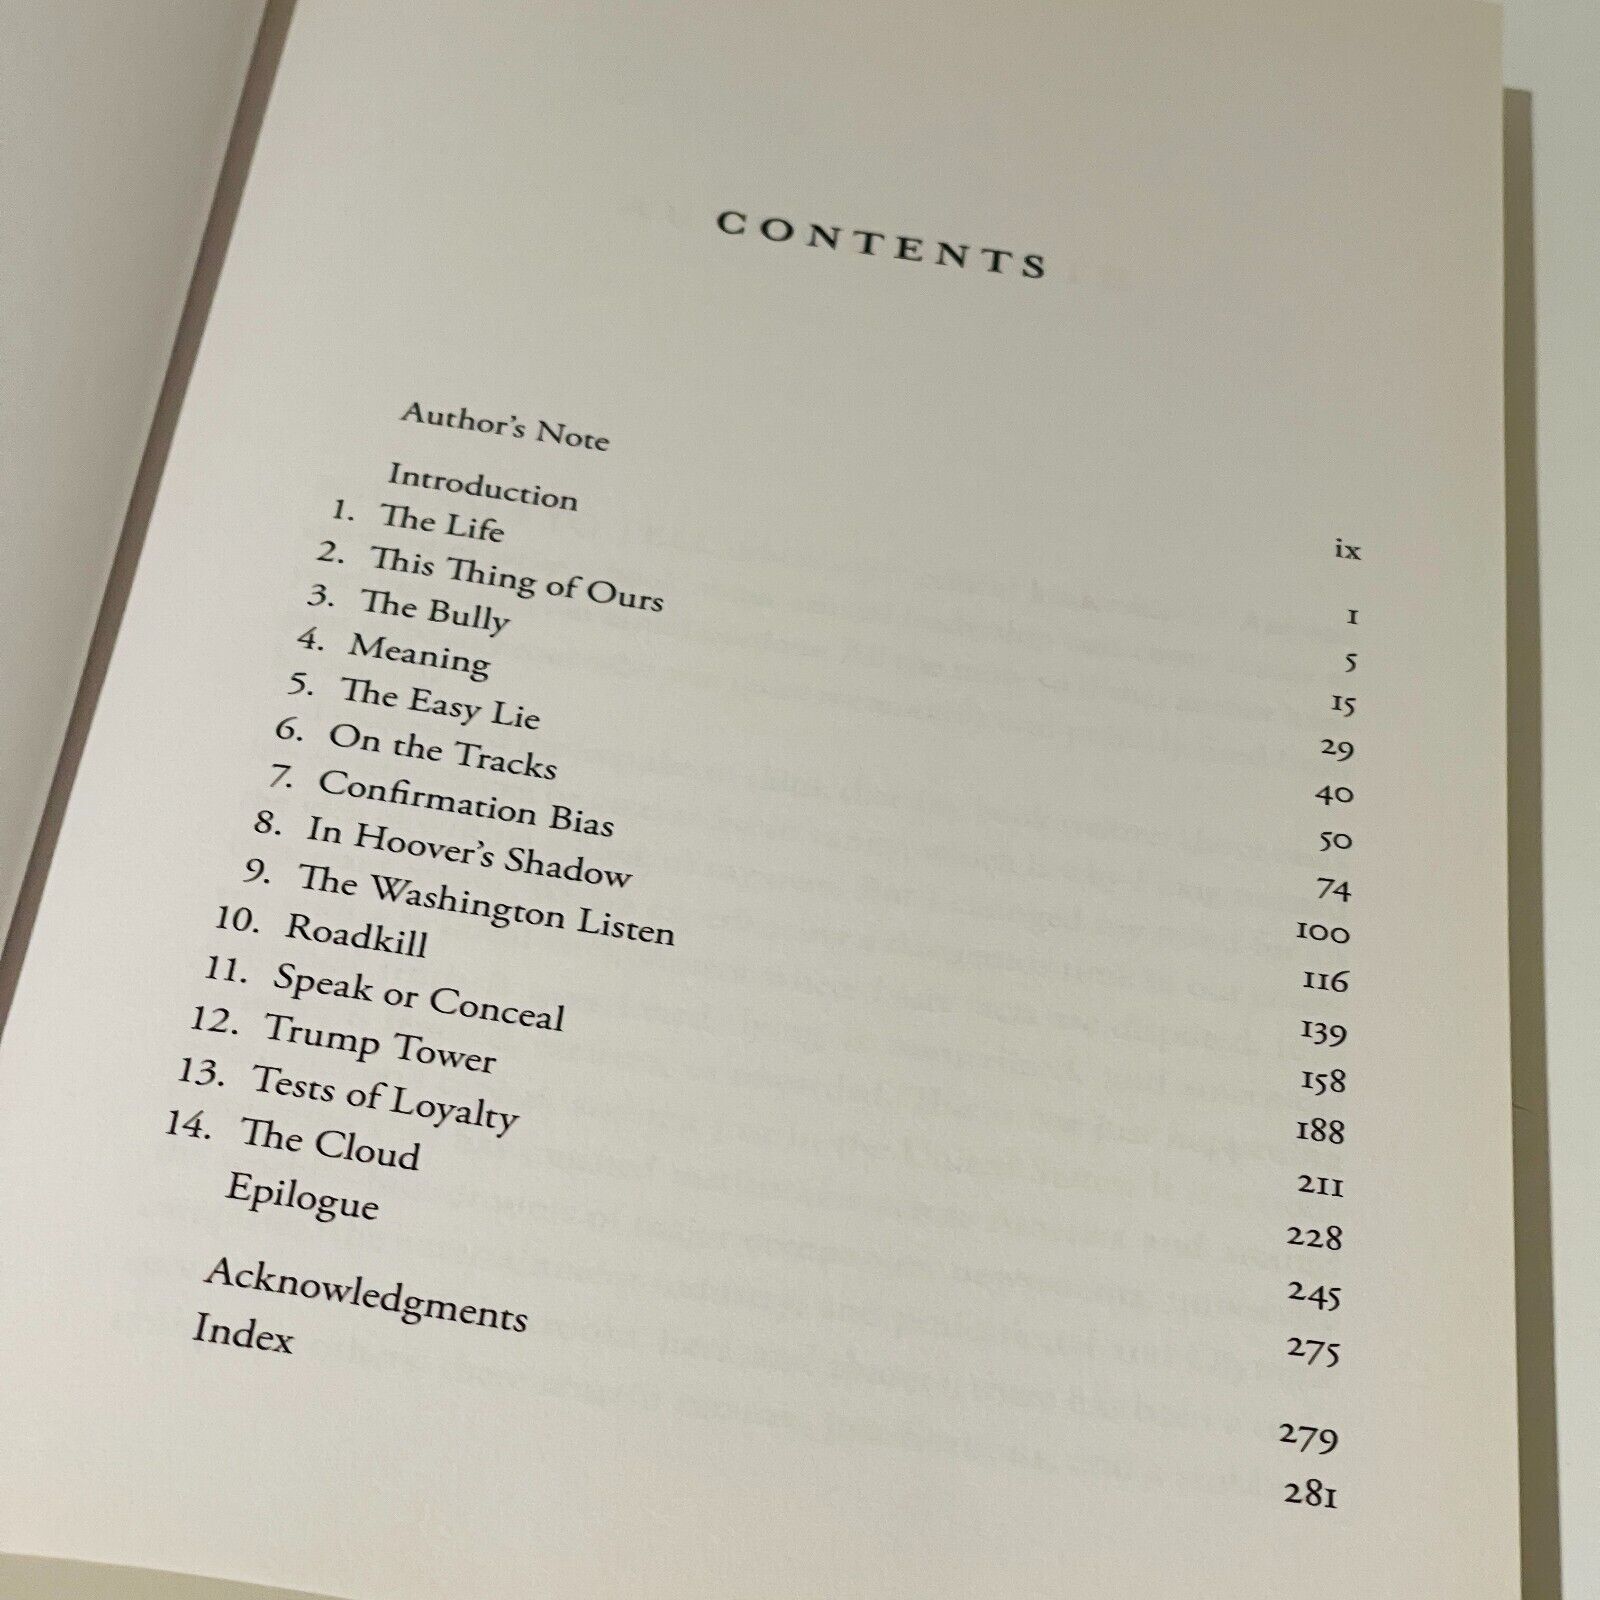 CONTENTS
Author's Note ix
Introduction 1
1. The Life 5
2. This Thing of Ours 15
3. The Bully 29
4. Meaning 40
5. The Easy Lie 50
6. On the Tracks 74
7. Confirmation Bias 100
8. In Hoover's Shadow 116
9. The Washington Listen 139
10. Roadkill 158
11. Speak or Conceal 188
12. Trump Tower 211
13. Tests of Loyalty 228
14. The Cloud 245
Epilogue 275
Acknowledgments 279
Index 281